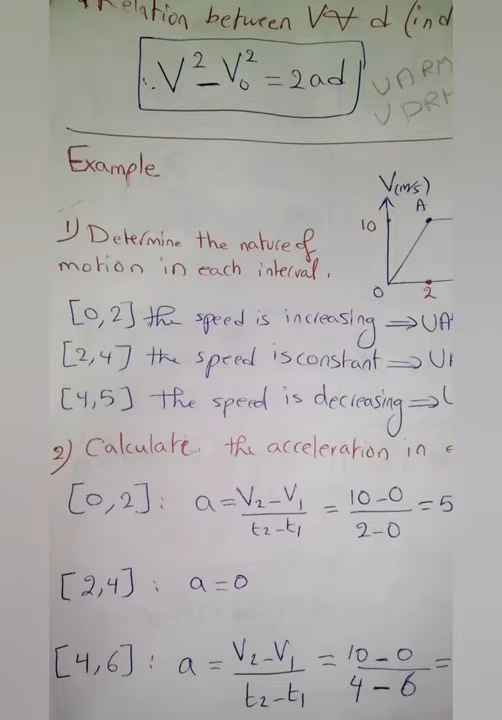 Relation between V & d (ind
∴ V² - V₀² = 2ad
UARM
UDRM
Example
V(m/s)
A
10
0
2
1) Determine the nature of
motion in each interval.
[0,2] the speed is increasing ⇒ UA
[2,4] the speed is constant ⇒ U
[4,5] the speed is decreasing ⇒
2) Calculate the acceleration in
[0,2] : a = V₂-V₁ / t₂-t₁ = 10-0 / 2-0 = 5
[2,4] : a = 0
[4,6] : a = V₂-V₁ / t₂-t₁ = 10-0 / 4-6 =